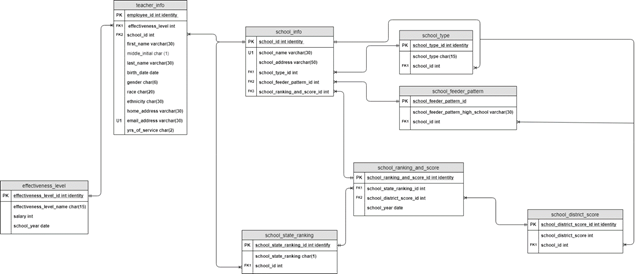 teacher_info
PK employee_id int identity
FK1 effectiveness_level int
FK2 school_id int
first_name varchar(30)
middle_initial char (1)
last_name varchar(30)
birth_date date
gender char(6)
race char(20)
ethnicity char(30)
home_address varchar(30)
U1 email_address varchar(30)
yrs_of_service char(2)
school_info
PK school_id int identity
U1 school_name varchar(30)
school_address varchar(50)
FK1 school_type_id int
FK2 school_feeder_pattern_id int
FK3 school_ranking_and_score_id int
school_type
PK school_type_id int identity
school_type char(15)
FK1 school_id int
school_feeder_pattern
PK school_feeder_pattern_id
school_feeder_pattern_high_school varchar(30)
FK1 school_id int
effectiveness_level
PK effectiveness_level_id int identity
effectiveness_level_name char(15)
salary int
school_year date
school_ranking_and_score
PK school_ranking_and_score_id int identity
FK1 school_state_ranking_id int
FK2 school_district_score_id int
school_year date
school_state_ranking
PK school_state_ranking_id int identity
school_state_ranking char(1)
FK1 school_id int
school_district_score
PK school_district_score_id int identity
school_district_score int
FK1 school_id int